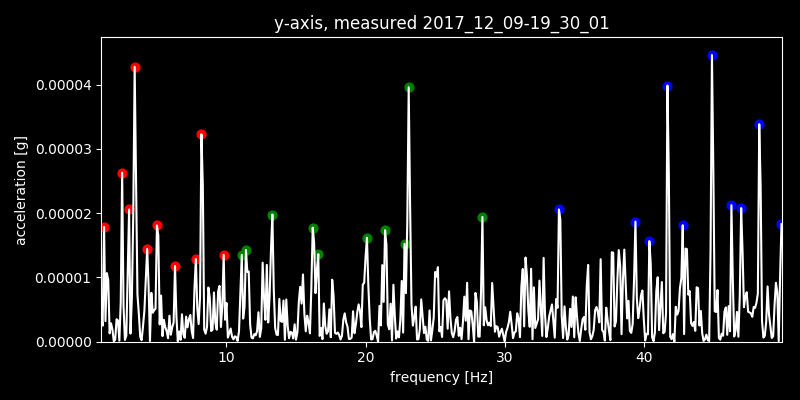 y-axis, measured 2017_12_09-19_30_01
acceleration [g]
0.00004
0.00003
0.00002
0.00001
0.00000
10 20 30 40
frequency [Hz]